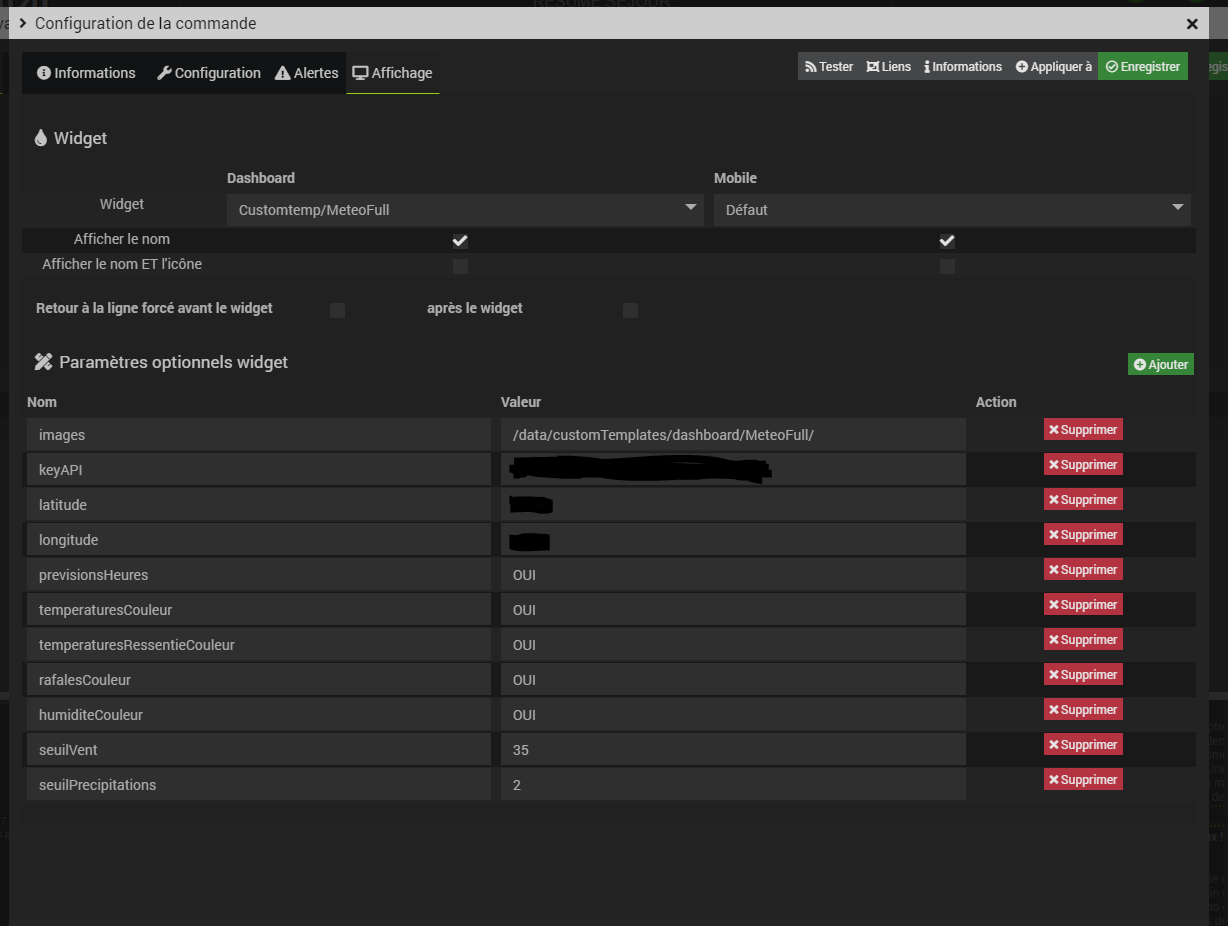 RESUME SEJOUR
Configuration de la commande
Informations Configuration Alertes Affichage
Tester Liens Informations Appliquer à Enregistrer
Widget
Dashboard Mobile
Widget Customtemp/MeteoFull Défaut
Afficher le nom
Afficher le nom ET l'icône
Retour à la ligne forcé avant le widget après le widget
Paramètres optionnels widget Ajouter
Nom Valeur Action
images /data/customTemplates/dashboard/MeteoFull/ Supprimer
keyAPI Supprimer
latitude Supprimer
longitude Supprimer
previsionsHeures OUI Supprimer
temperaturesCouleur OUI Supprimer
temperaturesRessentieCouleur OUI Supprimer
rafalesCouleur OUI Supprimer
humiditeCouleur OUI Supprimer
seuilVent 35 Supprimer
seuilPrecipitations 2 Supprimer